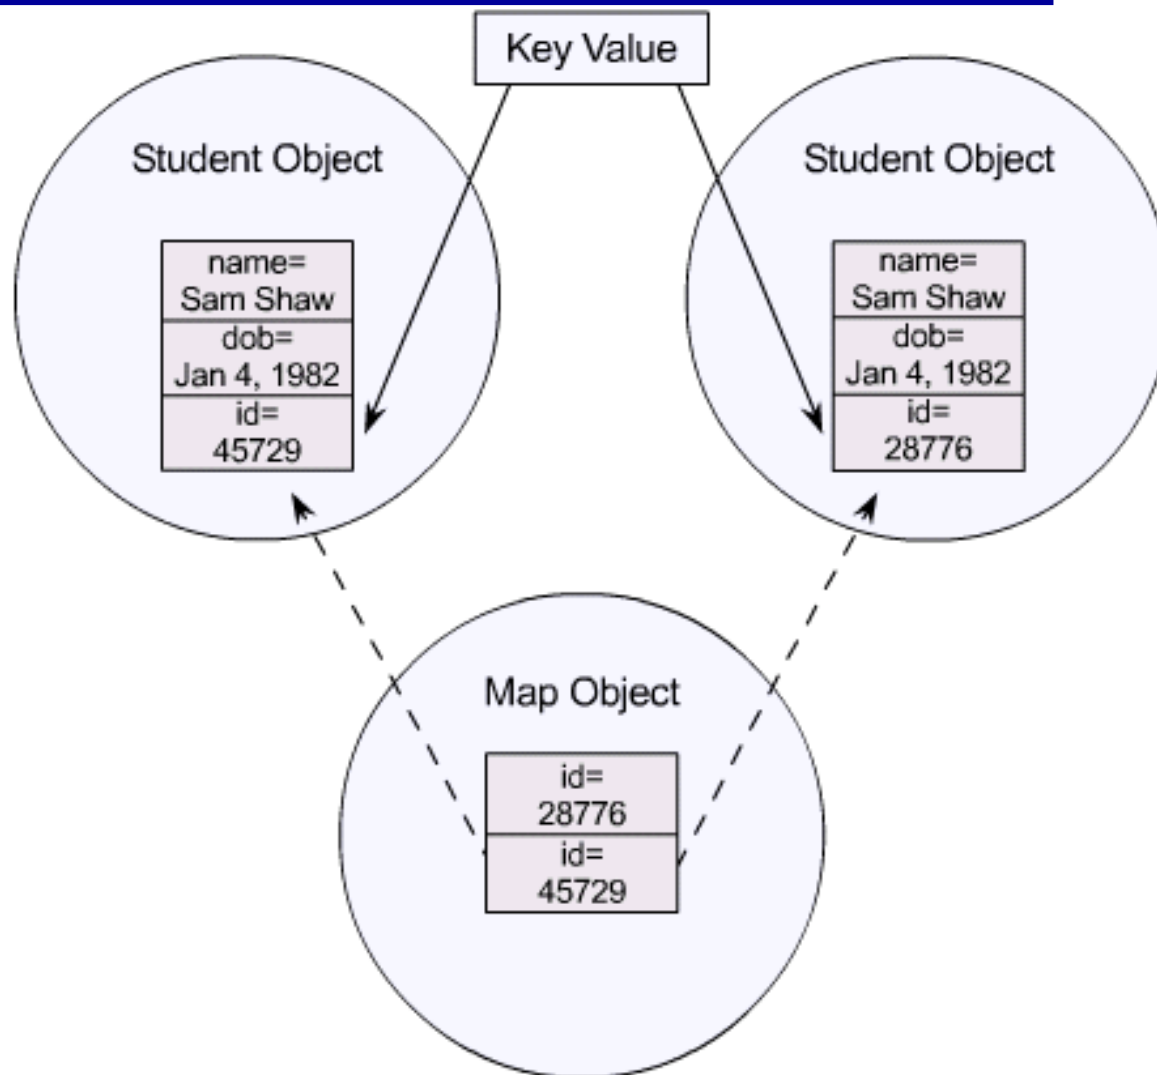 Key Value
Student Object
name=
Sam Shaw
dob=
Jan 4, 1982
id=
45729
Student Object
name=
Sam Shaw
dob=
Jan 4, 1982
id=
28776
Map Object
id=
28776
id=
45729